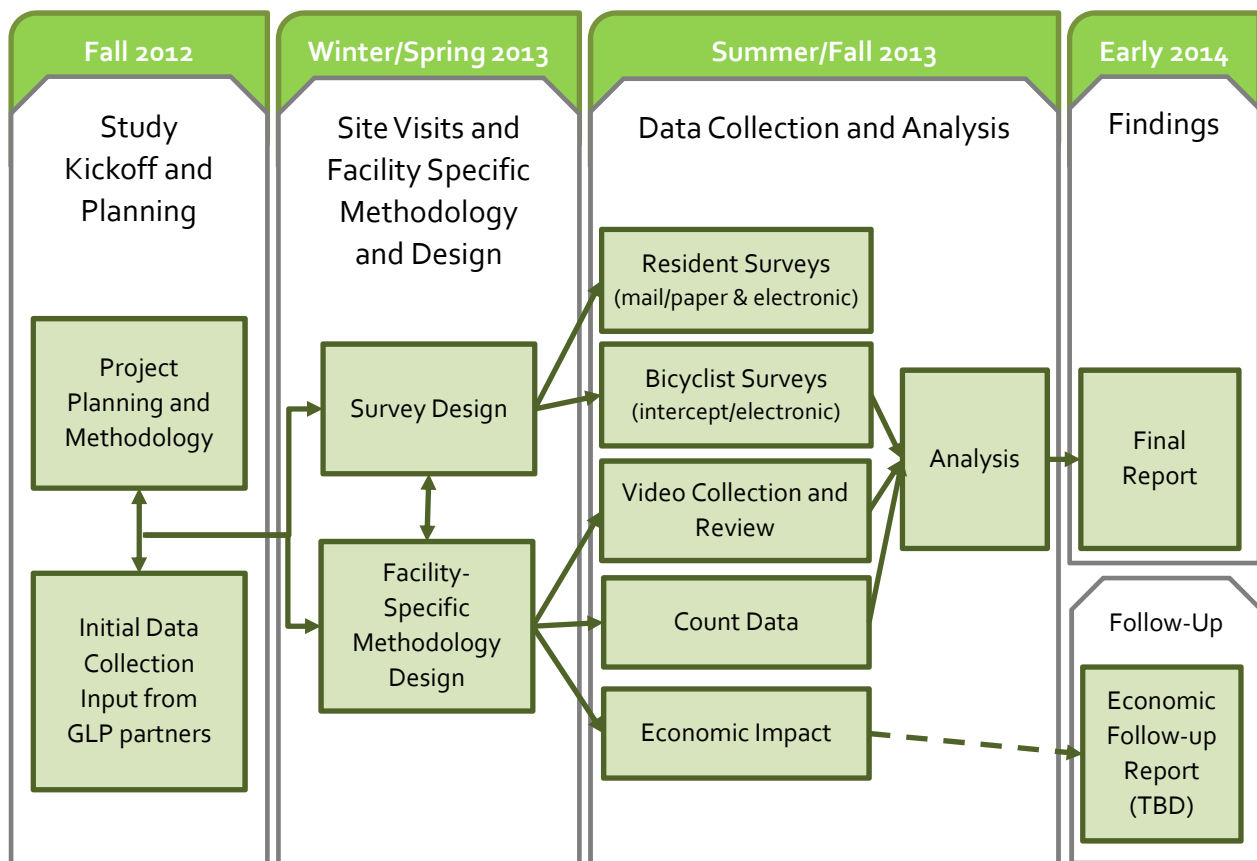 Fall 2012
Study
Kickoff and
Planning
Project
Planning and
Methodology
Initial Data
Collection
Input from
GLP partners
Winter/Spring 2013
Site Visits and
Facility Specific
Methodology
and Design
Survey Design
Facility-
Specific
Methodology
Design
Summer/Fall 2013
Data Collection and Analysis
Resident Surveys
(mail/paper & electronic)
Bicyclist Surveys
(intercept/electronic)
Video Collection and
Review
Count Data
Economic Impact
Analysis
Early 2014
Findings
Final
Report
Follow-Up
Economic
Follow-up
Report
(TBD)